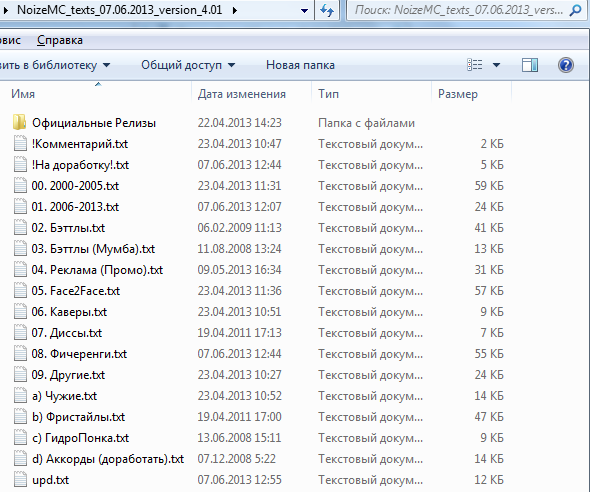 NoizeMC_texts_07.06.2013_version_4.01
Поиск: NoizeMC_texts_07.06.2013_vers...
рвис Справка
вить в библиотеку Общий доступ Новая папка
Имя Дата изменения Тип Размер
Официальные Релизы 22.04.2013 14:23 Папка с файлами
!Комментарий.txt 23.04.2013 10:47 Текстовый докум... 2 КБ
!На доработку!.txt 07.06.2013 12:44 Текстовый докум... 5 КБ
00. 2000-2005.txt 23.04.2013 11:31 Текстовый докум... 59 КБ
01. 2006-2013.txt 07.06.2013 12:07 Текстовый докум... 24 КБ
02. Бэттлы.txt 06.02.2009 11:13 Текстовый докум... 41 КБ
03. Бэттлы (Мумба).txt 11.08.2008 13:24 Текстовый докум... 13 КБ
04. Реклама (Промо).txt 09.05.2013 16:34 Текстовый докум... 31 КБ
05. Face2Face.txt 23.04.2013 11:36 Текстовый докум... 57 КБ
06. Каверы.txt 23.04.2013 10:51 Текстовый докум... 9 КБ
07. Диссы.txt 19.04.2011 17:13 Текстовый докум... 7 КБ
08. Фичеренги.txt 07.06.2013 12:44 Текстовый докум... 55 КБ
09. Другие.txt 23.04.2013 10:27 Текстовый докум... 24 КБ
a) Чужие.txt 23.04.2013 10:52 Текстовый докум... 14 КБ
b) Фристайлы.txt 19.04.2011 17:00 Текстовый докум... 47 КБ
c) ГидроПонка.txt 13.06.2008 15:11 Текстовый докум... 9 КБ
d) Аккорды (доработать).txt 07.12.2008 5:22 Текстовый докум... 14 КБ
upd.txt 07.06.2013 12:55 Текстовый докум... 12 КБ